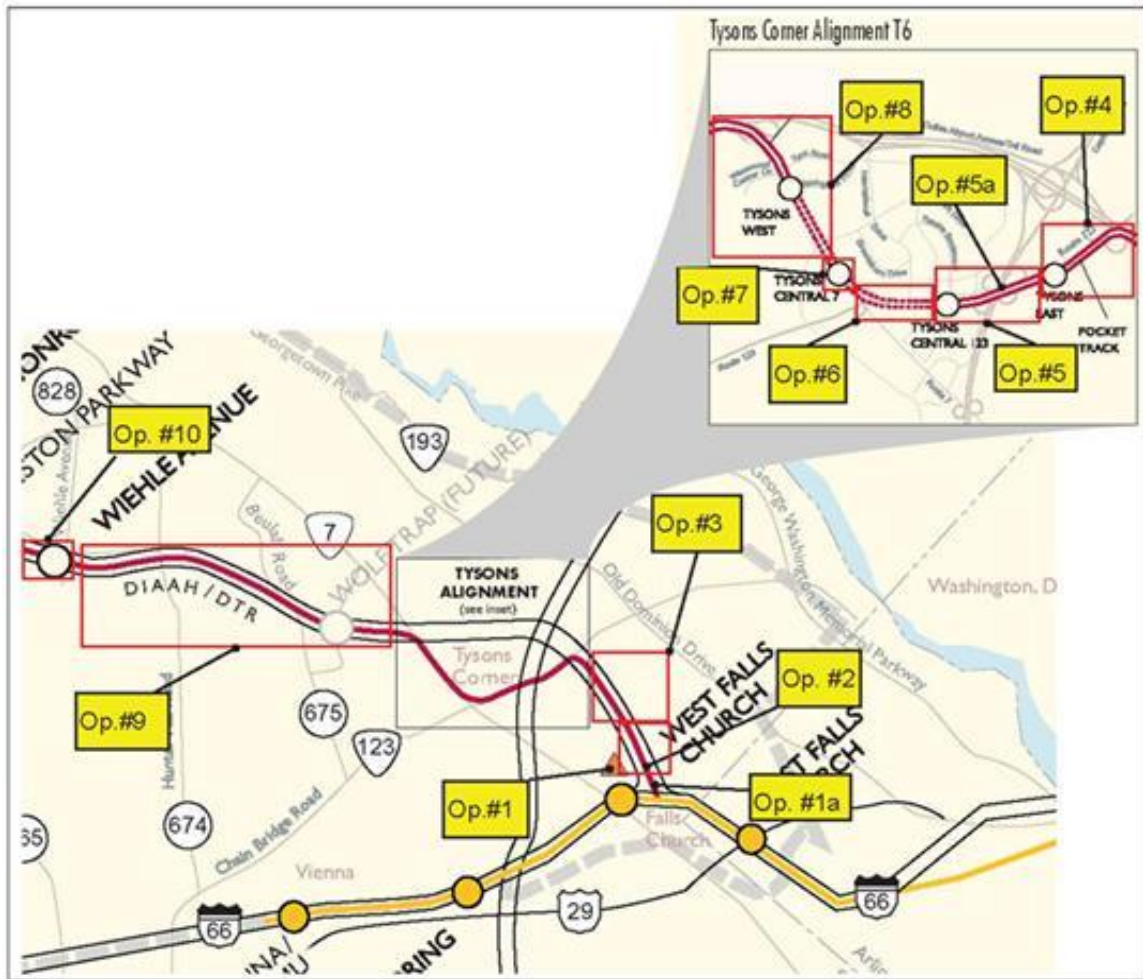 Tysons Corner Alignment T6
Op.#8
Op.#4
Op.#5a
TYSONS
WEST
Op.#7
TYSONS
CENTRAL 7
TYSONS
EAST
TYSONS
CENTRAL 123
POCKET
TRACK
Route 123
Route 7
Op.#6
Op.#5
828
Op. #10
WIEHLE AVENUE
Georgetown Pike
193
7
Beulah Road
WOLF TRAP (FUTURE)
DIAAH / DTR
TYSONS
ALIGNMENT
(see inset)
Tysons
Corner
Op.#3
Old Dominion Drive
George Washington Memorial Parkway
Washington, D
WEST FALLS
CHURCH
Op. #2
Op.#9
675
123
Op.#1
Op. #1a
Falls
Church
674
Chain Bridge Road
Vienna
66
29
66